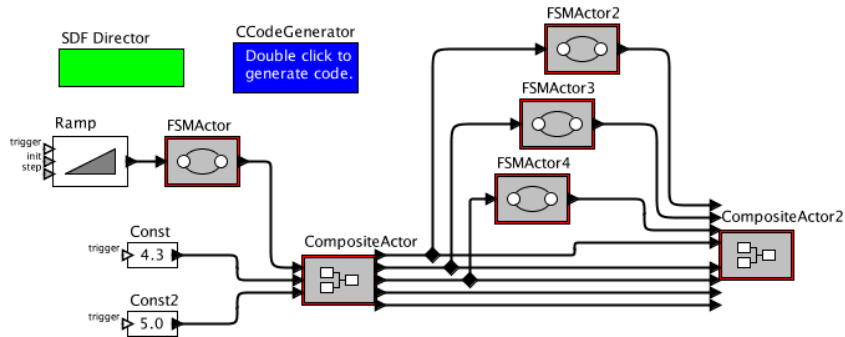 FSMActor2
SDF Director
CCodeGenerator
Double click to
generate code.
FSMActor3
Ramp
FSMActor
trigger
init
step
FSMActor4
CompositeActor2
Const
trigger
4.3
CompositeActor
Const2
trigger
5.0